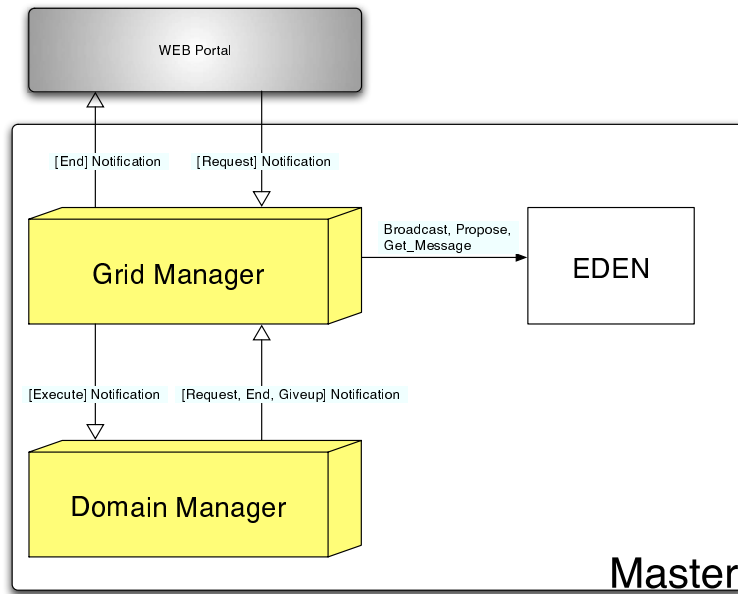 WEB Portal
[End] Notification
[Request] Notification
Broadcast, Propose,
Get_Message
Grid Manager
EDEN
[Execute] Notification
[Request, End, Giveup] Notification
Domain Manager
Master